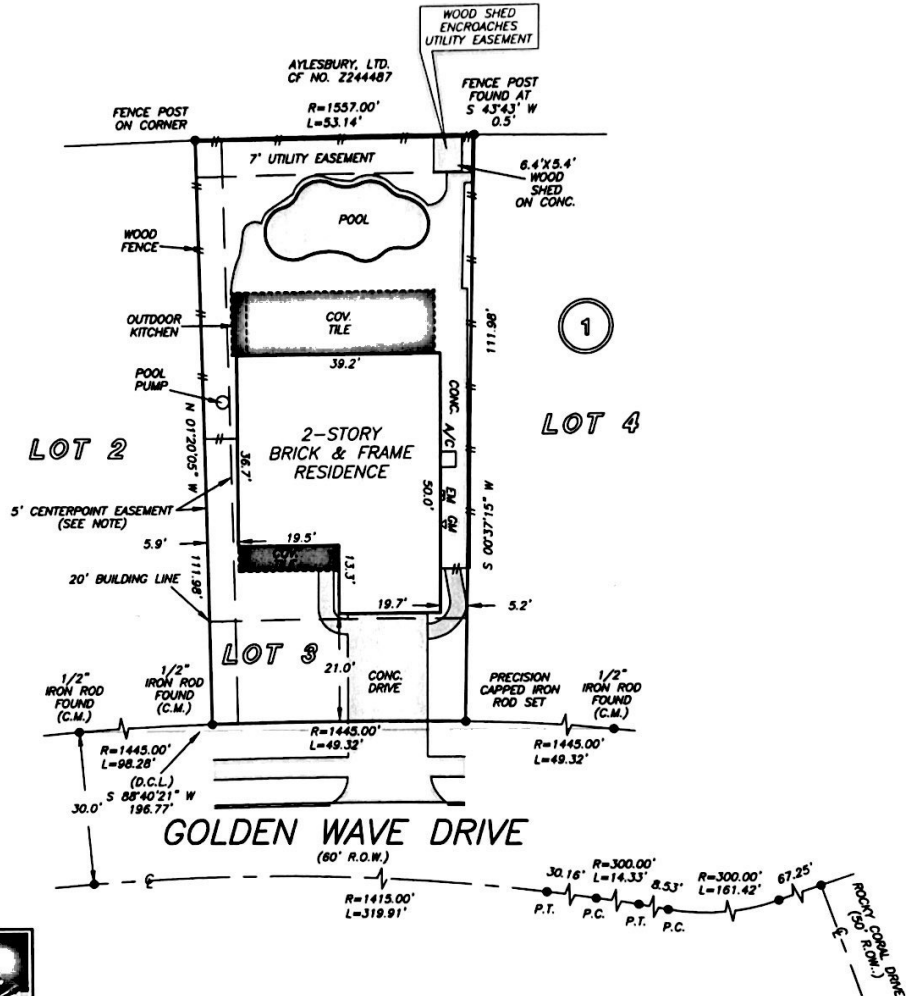 WOOD SHED
ENCROACHES
UTILITY EASEMENT
AYLESBURY, LTD.
CF NO. Z244487
R=1557.00'
L=53.14'
FENCE POST
ON CORNER
FENCE POST
FOUND AT
S 43°43' W
0.5'
7' UTILITY EASEMENT
6.4'X5.4'
WOOD
SHED
ON CONC.
POOL
WOOD
FENCE
OUTDOOR
KITCHEN
COV.
TILE
39.2'
1
111.98'
POOL
PUMP
N 01°20'05" W
111.98'
LOT 2
2-STORY
BRICK & FRAME
RESIDENCE
36.7'
50.0'
CONC.
A/C
EM
GM
S 00°37'15" W
LOT 4
5' CENTERPOINT EASEMENT
(SEE NOTE)
5.9'
19.5'
COV.
TILE
13.3'
20' BUILDING LINE
19.7'
5.2'
LOT 3
21.0'
CONC.
DRIVE
1/2"
IRON ROD
FOUND
(C.M.)
1/2"
IRON ROD
FOUND
(C.M.)
PRECISION
CAPPED IRON
ROD SET
1/2"
IRON ROD
FOUND
(C.M.)
R=1445.00'
L=98.28'
R=1445.00'
L=49.32'
R=1445.00'
L=49.32'
(D.C.L.)
S 88°40'21" W
196.77'
30.0'
GOLDEN WAVE DRIVE
(60' R.O.W.)
R=1415.00'
L=319.91'
30.16'
R=300.00'
L=14.33'
8.53'
R=300.00'
L=161.42'
67.25'
P.T.
P.C.
P.T.
P.C.
ROCKY CORAL DRIVE
(50' R.O.W.)